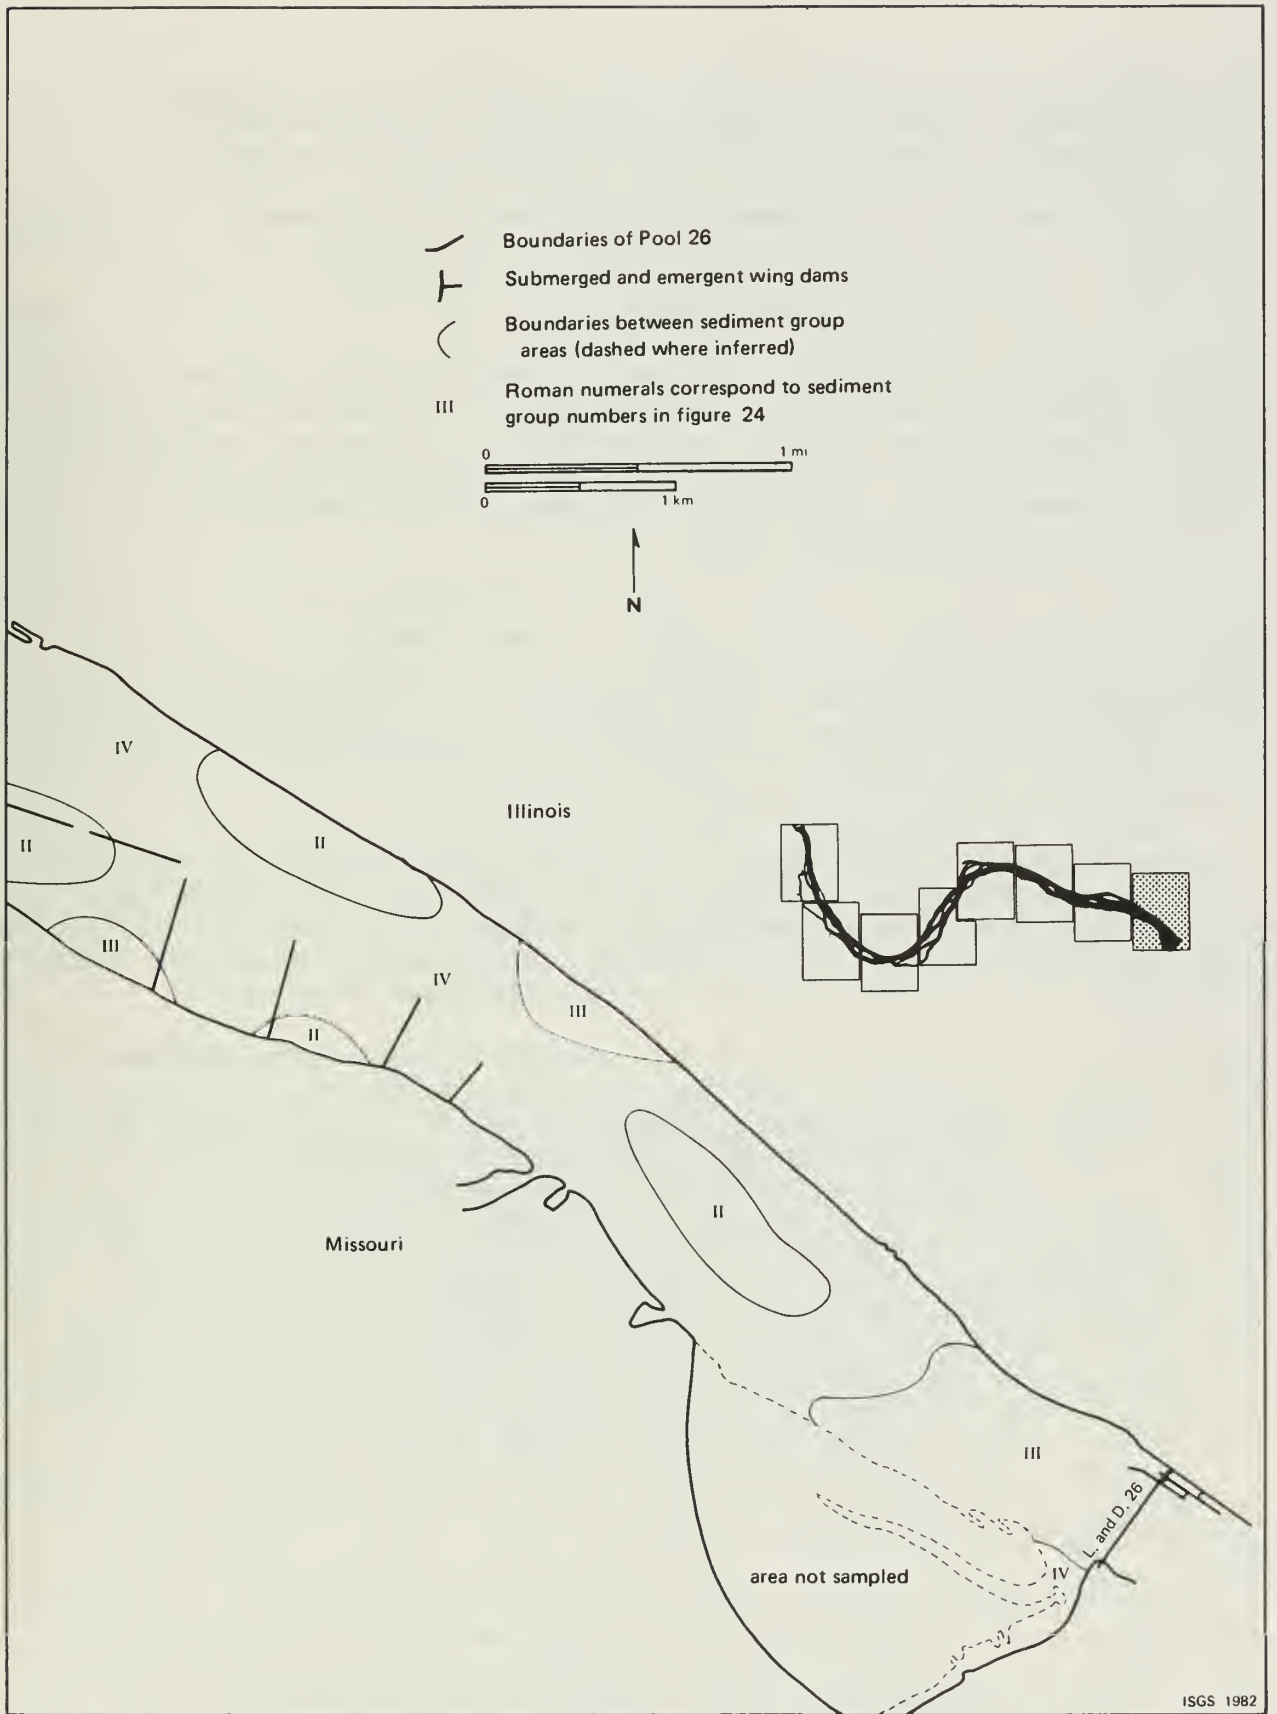 Boundaries of Pool 26
Submerged and emergent wing dams
Boundaries between sediment group
areas (dashed where inferred)
III
Roman numerals correspond to sediment
group numbers in figure 24
0
1 mi
0
1 km
N
IV
Illinois
II
II
III
IV
III
II
II
Missouri
III
L. and D. 26
IV
area not sampled
ISGS 1982